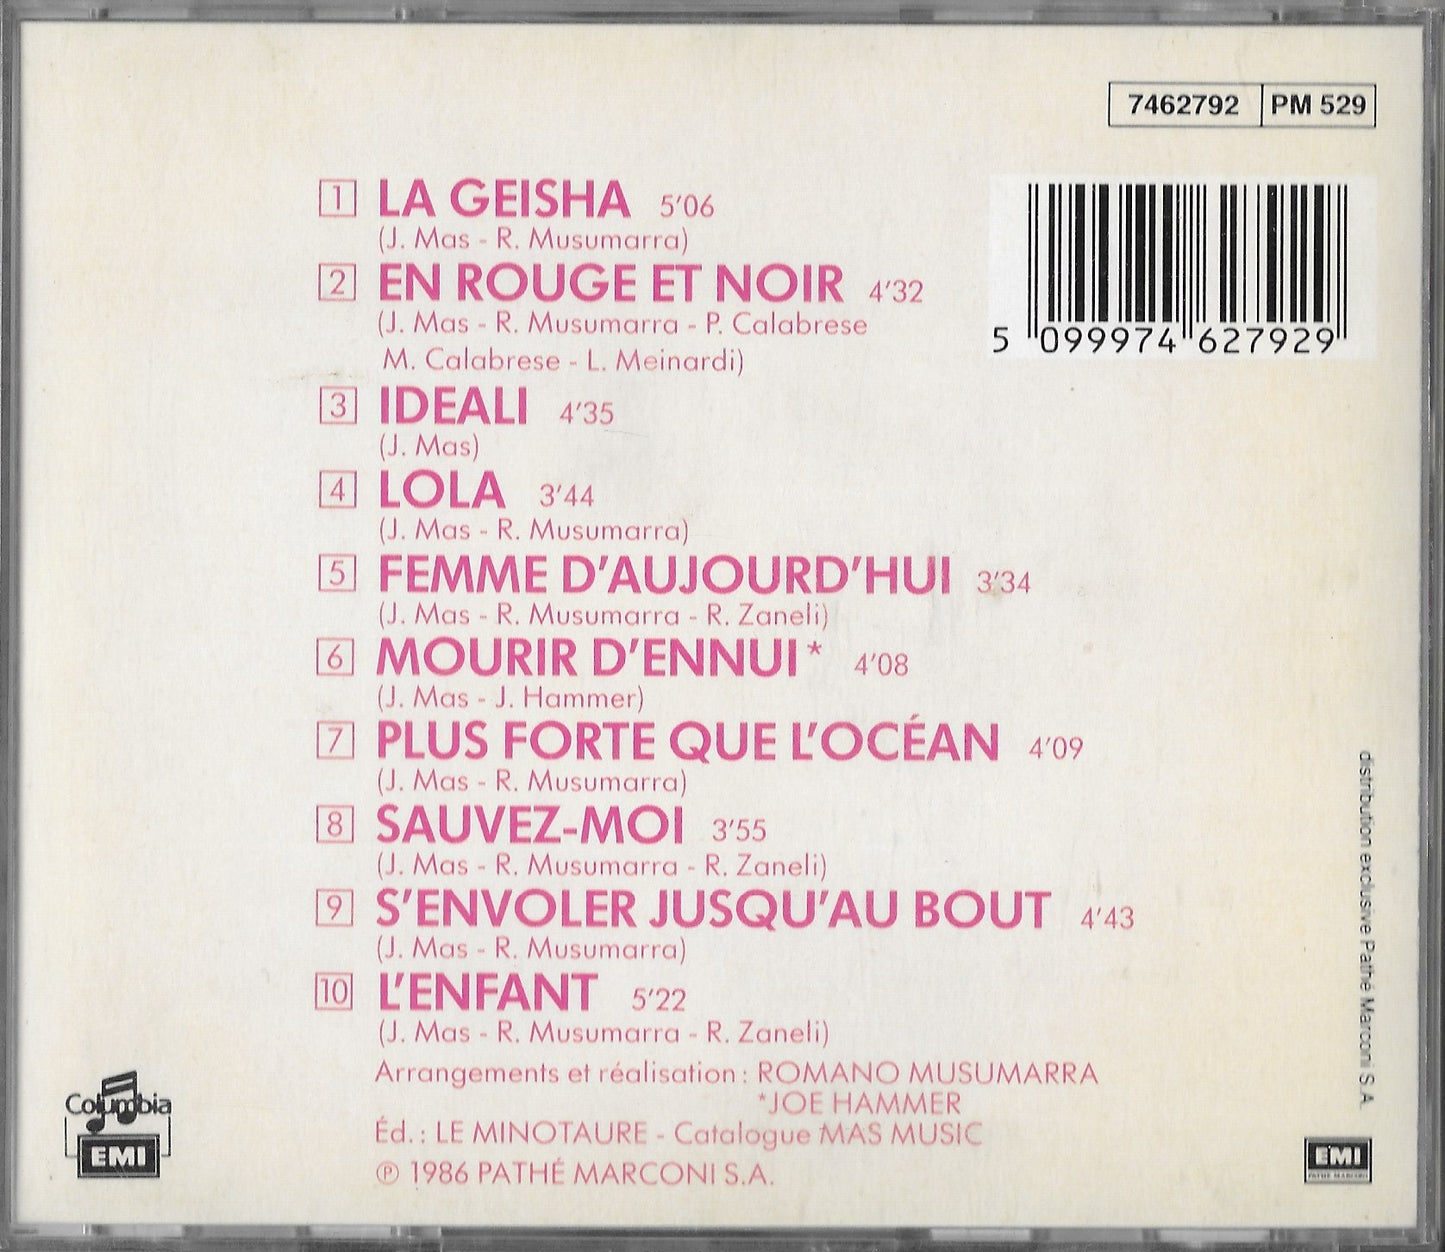 7462792 PM 529
1 LA GEISHA 5'06
(J. Mas - R. Musumarra)
2 EN ROUGE ET NOIR 4'32
(J. Mas - R. Musumarra - P. Calabrese
M. Calabrese - L. Meinardi)
5 099974 627929
3 IDEALI 4'35
(J. Mas)
4 LOLA 3'44
(J. Mas - R. Musumarra)
5 FEMME D'AUJOURD'HUI 3'34
(J. Mas - R. Musumarra - R. Zaneli)
6 MOURIR D'ENNUI* 4'08
(J. Mas - J. Hammer)
7 PLUS FORTE QUE L'OCÉAN 4'09
(J. Mas - R. Musumarra)
8 SAUVEZ-MOI 3'55
(J. Mas - R. Musumarra - R. Zaneli)
9 S'ENVOLER JUSQU'AU BOUT 4'43
(J. Mas - R. Musumarra)
10 L'ENFANT 5'22
(J. Mas - R. Musumarra - R. Zaneli)
Arrangements et réalisation : ROMANO MUSUMARRA
*JOE HAMMER
Éd. : LE MINOTAURE - Catalogue MAS MUSIC
℗ 1986 PATHÉ MARCONI S.A.
distribution exclusive Pathé Marconi S.A.
Columbia
EMI
EMI
PATHE MARCONI